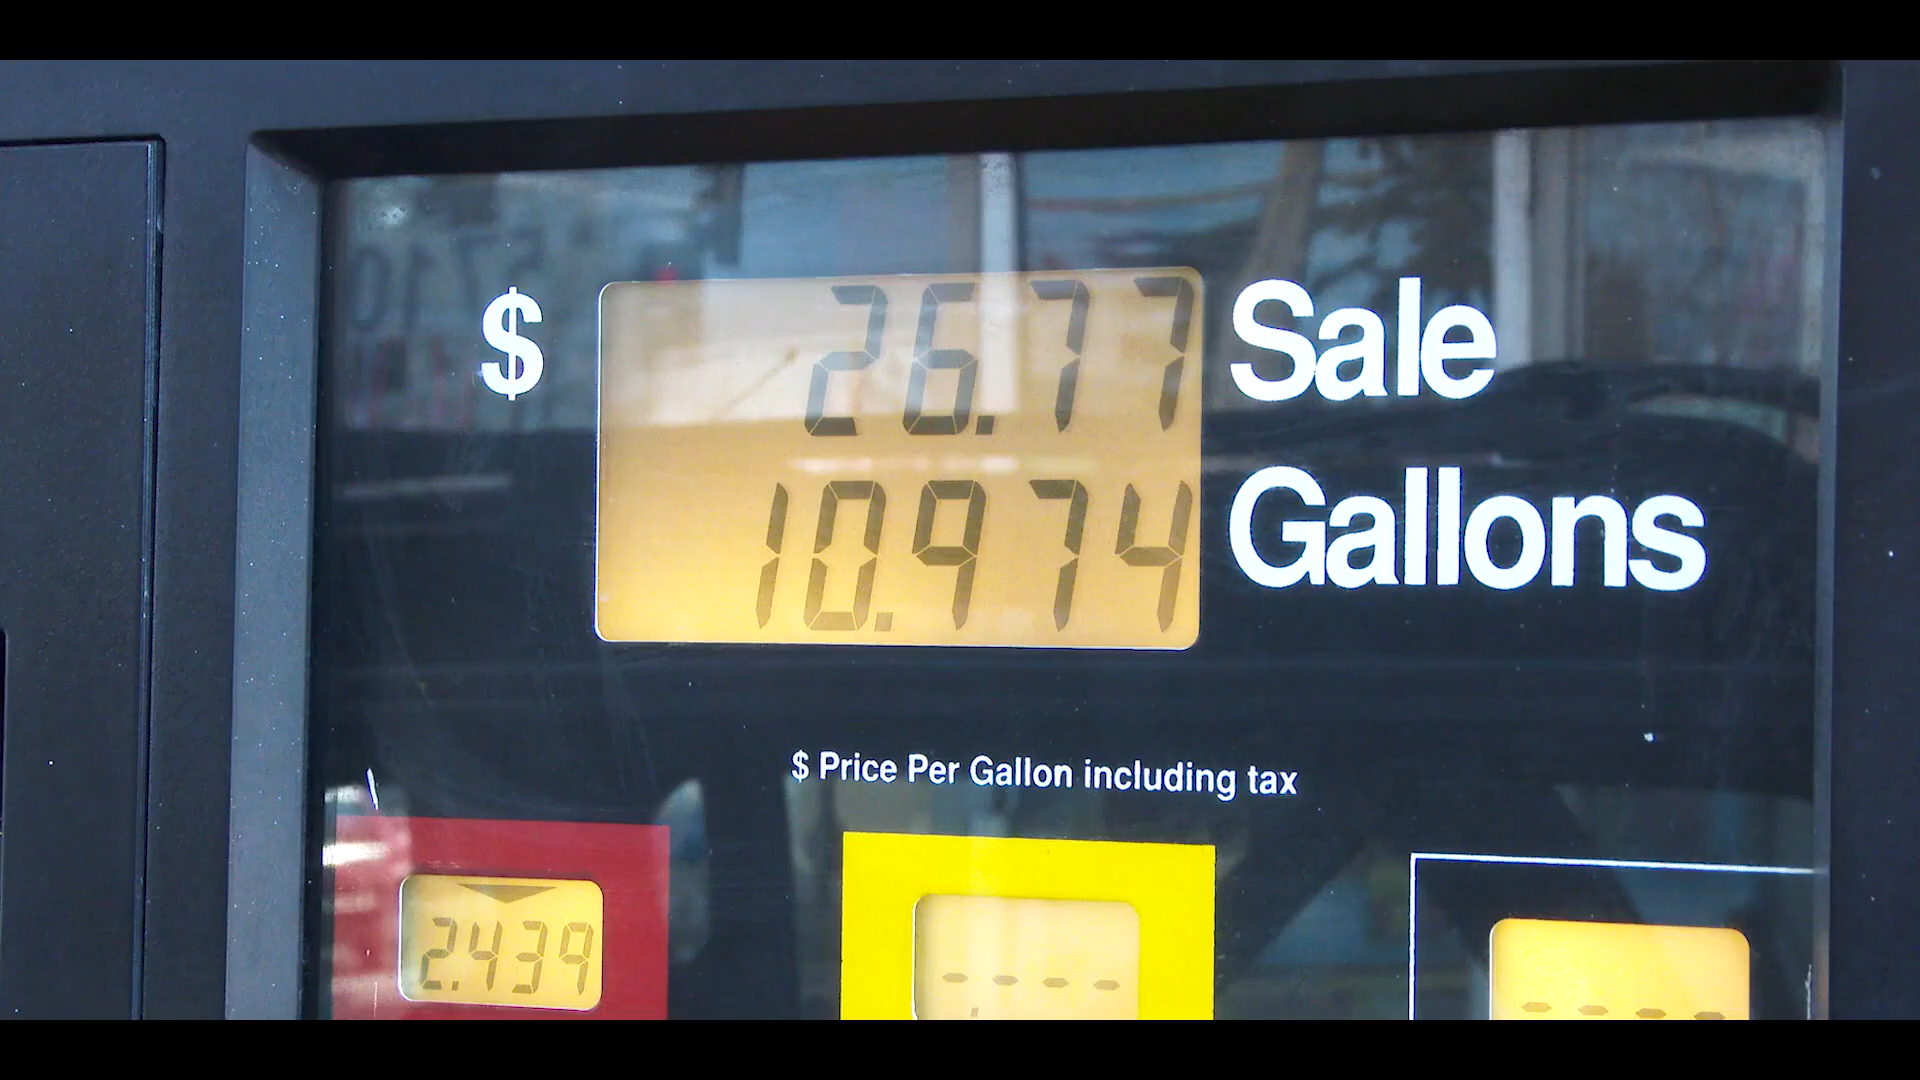 $ 26.77 Sale
10.974 Gallons
$ Price Per Gallon including tax
2.439
- - - -
- - - -